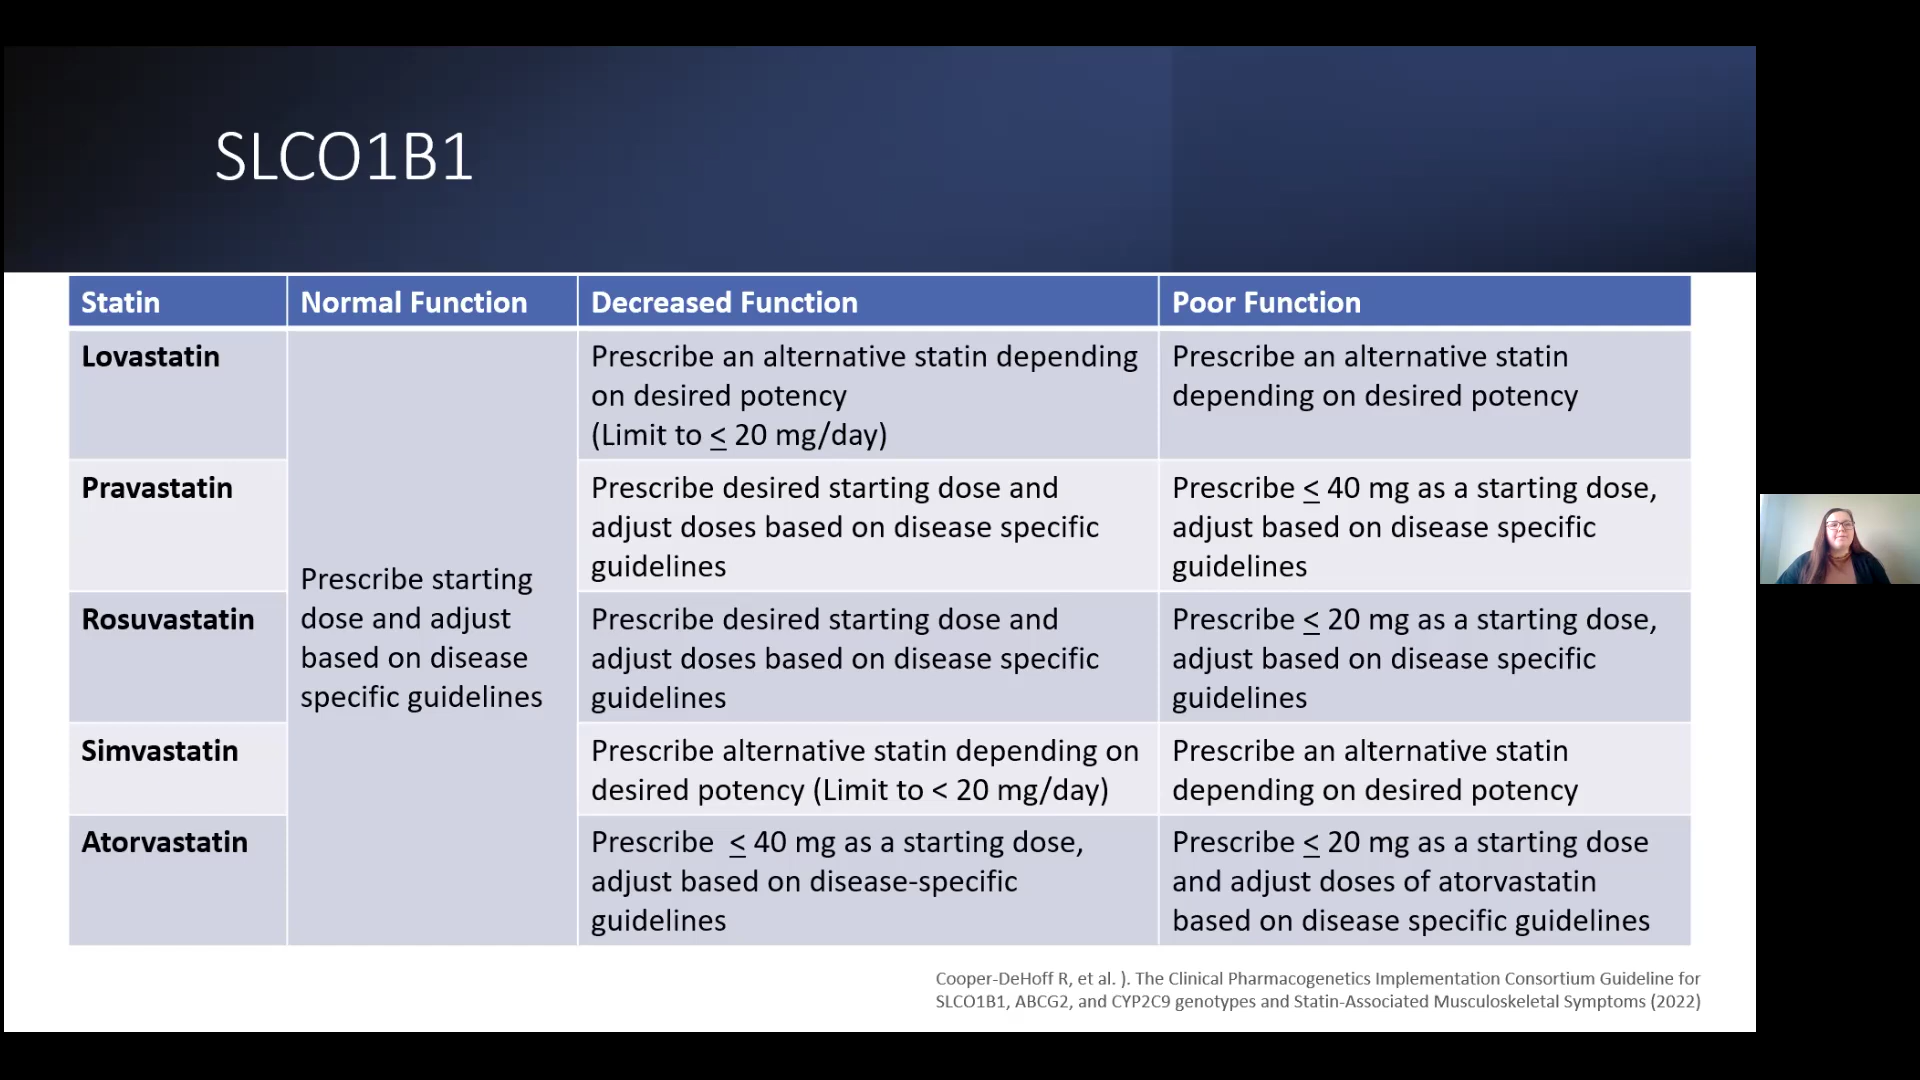 SLCO1B1
Statin
Normal Function
Decreased Function
Poor Function
Lovastatin
Prescribe starting
dose and adjust
based on disease
specific guidelines
Prescribe an alternative statin depending
on desired potency
(Limit to ≤ 20 mg/day)
Prescribe an alternative statin
depending on desired potency
Pravastatin
Prescribe desired starting dose and
adjust doses based on disease specific
guidelines
Prescribe ≤ 40 mg as a starting dose,
adjust based on disease specific
guidelines
Rosuvastatin
Prescribe desired starting dose and
adjust doses based on disease specific
guidelines
Prescribe ≤ 20 mg as a starting dose,
adjust based on disease specific
guidelines
Simvastatin
Prescribe alternative statin depending on
desired potency (Limit to < 20 mg/day)
Prescribe an alternative statin
depending on desired potency
Atorvastatin
Prescribe ≤ 40 mg as a starting dose,
adjust based on disease-specific
guidelines
Prescribe ≤ 20 mg as a starting dose
and adjust doses of atorvastatin
based on disease specific guidelines
Cooper-DeHoff R, et al. ). The Clinical Pharmacogenetics Implementation Consortium Guideline for
SLCO1B1, ABCG2, and CYP2C9 genotypes and Statin-Associated Musculoskeletal Symptoms (2022)